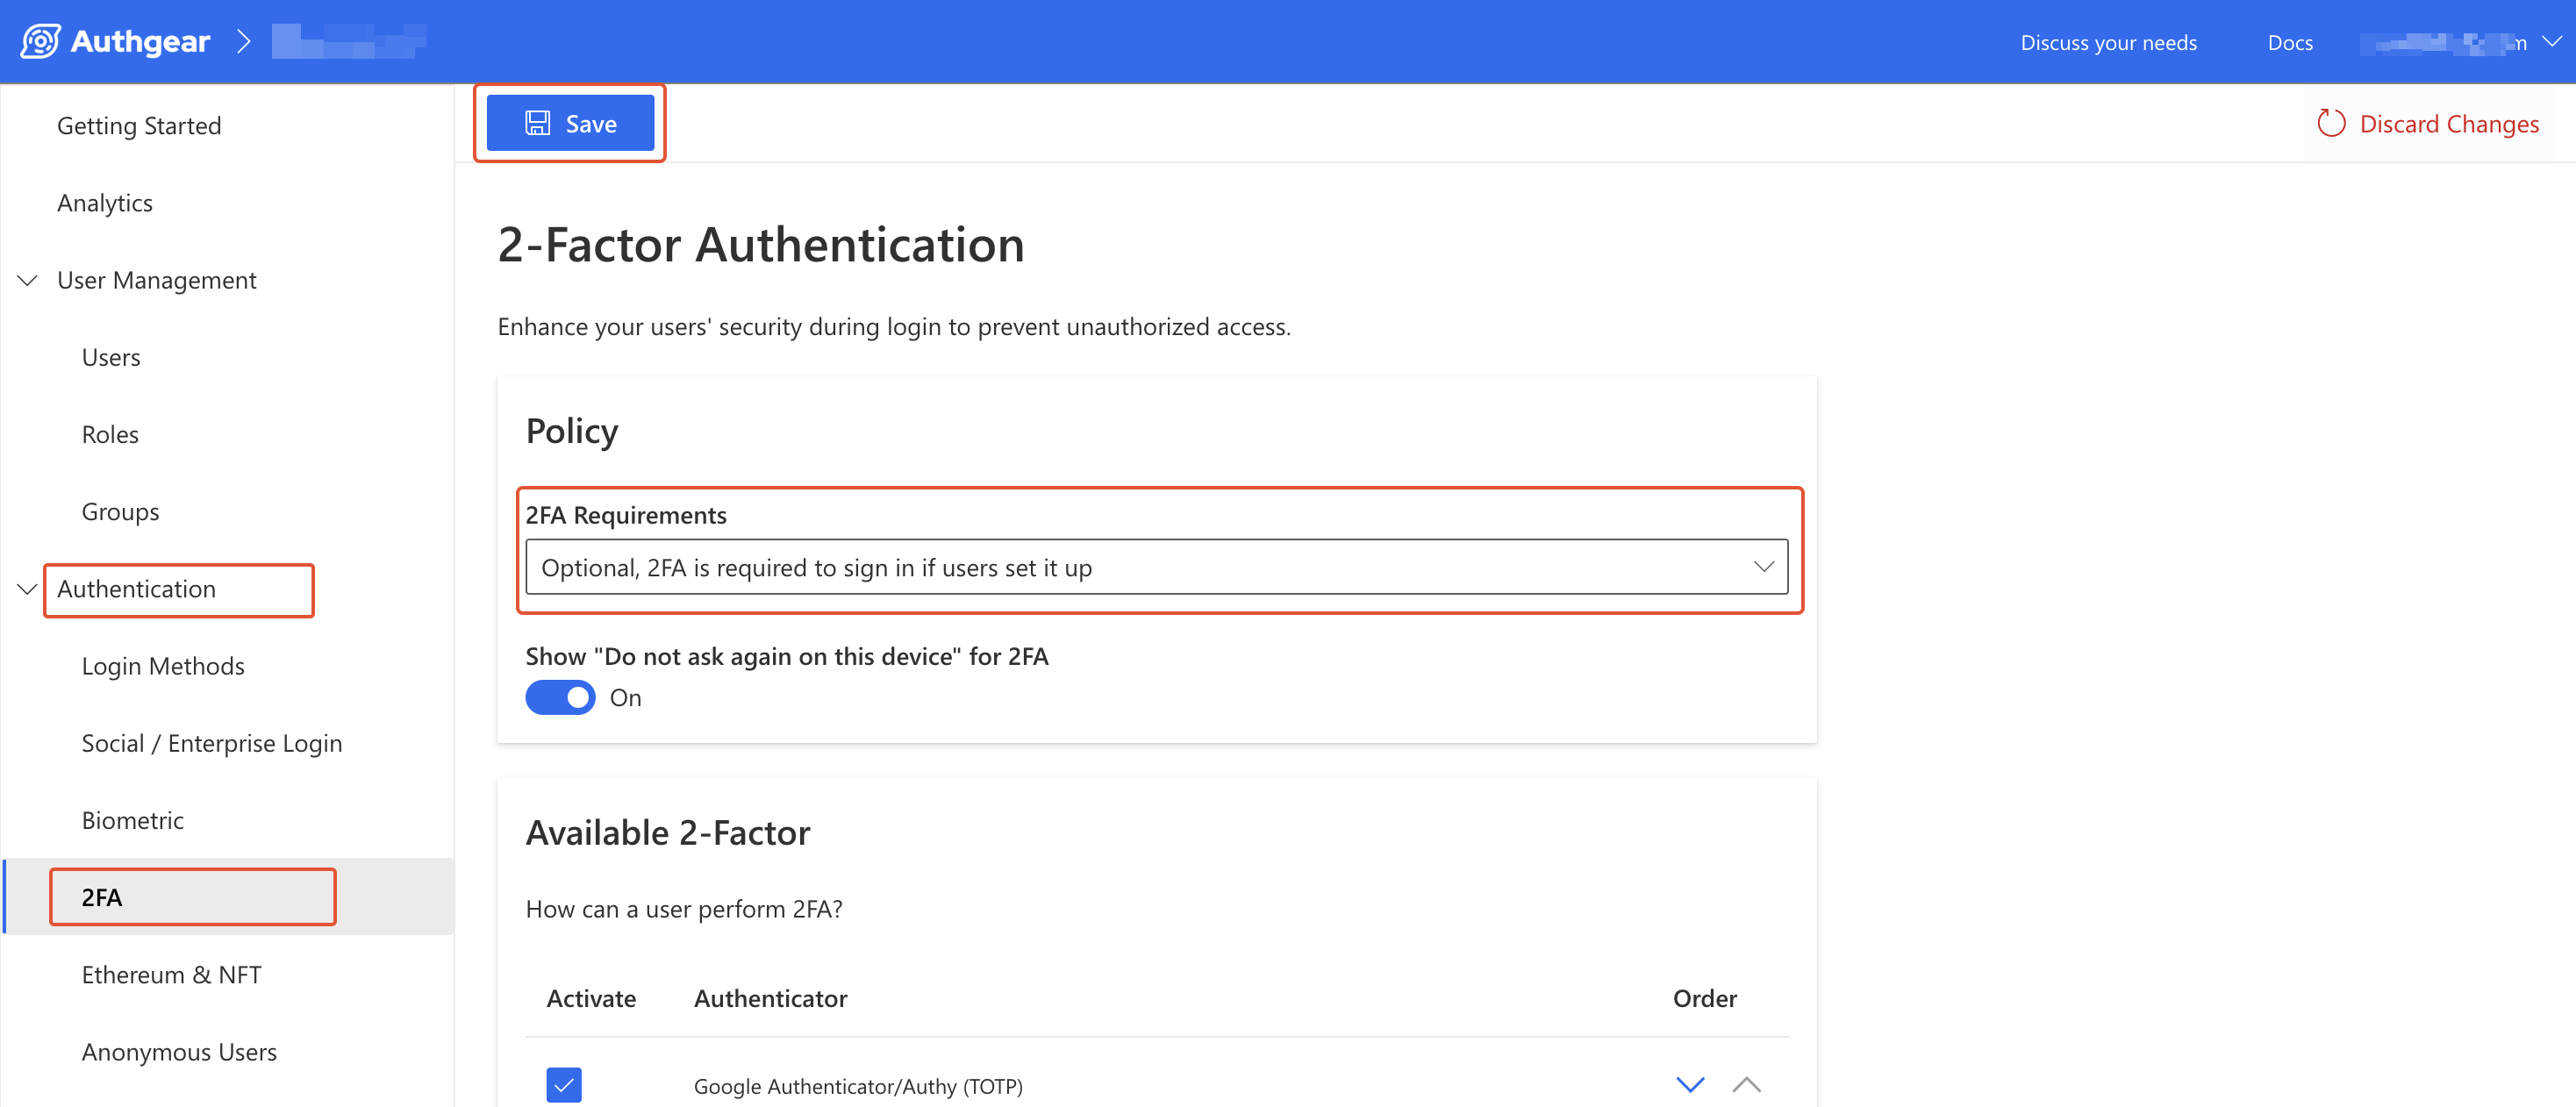 Authgear
Discuss your needs
Docs
Getting Started
Analytics
User Management
Users
Roles
Groups
Authentication
Login Methods
Social / Enterprise Login
Biometric
2FA
Ethereum & NFT
Anonymous Users
Save
Discard Changes
2-Factor Authentication
Enhance your users' security during login to prevent unauthorized access.
Policy
2FA Requirements
Optional, 2FA is required to sign in if users set it up
Show "Do not ask again on this device" for 2FA
On
Available 2-Factor
How can a user perform 2FA?
Activate Authenticator Order
Google Authenticator/Authy (TOTP)